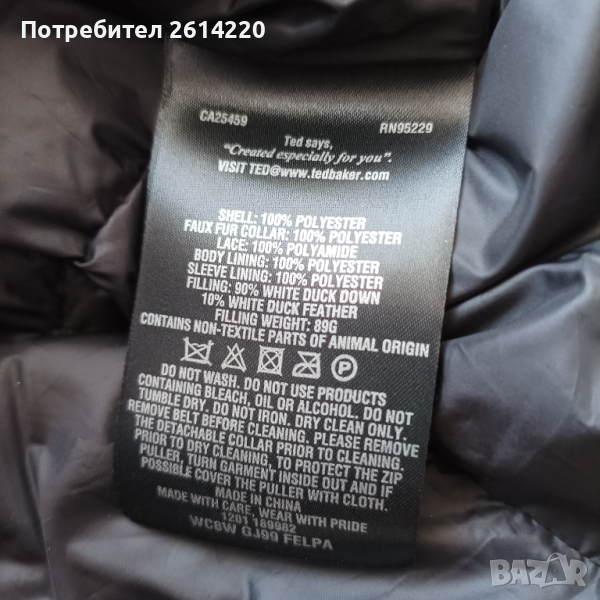 Потребител 2614220
CA25459 RN95229
Ted says,
"Created especially for you".
VISIT TED@www.tedbaker.com
SHELL: 100% POLYESTER
FAUX FUR COLLAR: 100% POLYESTER
LACE: 100% POLYAMIDE
BODY LINING: 100% POLYESTER
SLEEVE LINING: 100% POLYESTER
FILLING: 90% WHITE DUCK DOWN
10% WHITE DUCK FEATHER
FILLING WEIGHT: 89G
CONTAINS NON-TEXTILE PARTS OF ANIMAL ORIGIN
P
DO NOT WASH. DO NOT USE PRODUCTS
CONTAINING BLEACH, OIL OR ALCOHOL. DO NOT
TUMBLE DRY. DO NOT IRON. DRY CLEAN ONLY.
REMOVE BELT BEFORE CLEANING. PLEASE REMOVE
THE DETACHABLE COLLAR PRIOR TO CLEANING.
PRIOR TO DRY CLEANING, TO PROTECT THE ZIP
PULLER, TURN GARMENT INSIDE OUT AND IF
POSSIBLE COVER THE PULLER WITH CLOTH.
MADE IN CHINA
MADE WITH CARE, WEAR WITH PRIDE
1201 189982
WC8W GJ99 FELPA
BAZAR